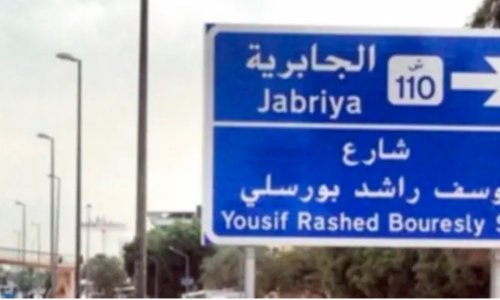 الجابرية
ش
110
Jabriya
شارع
وسف راشد بورسلي
Yousif Rashed Bouresly S